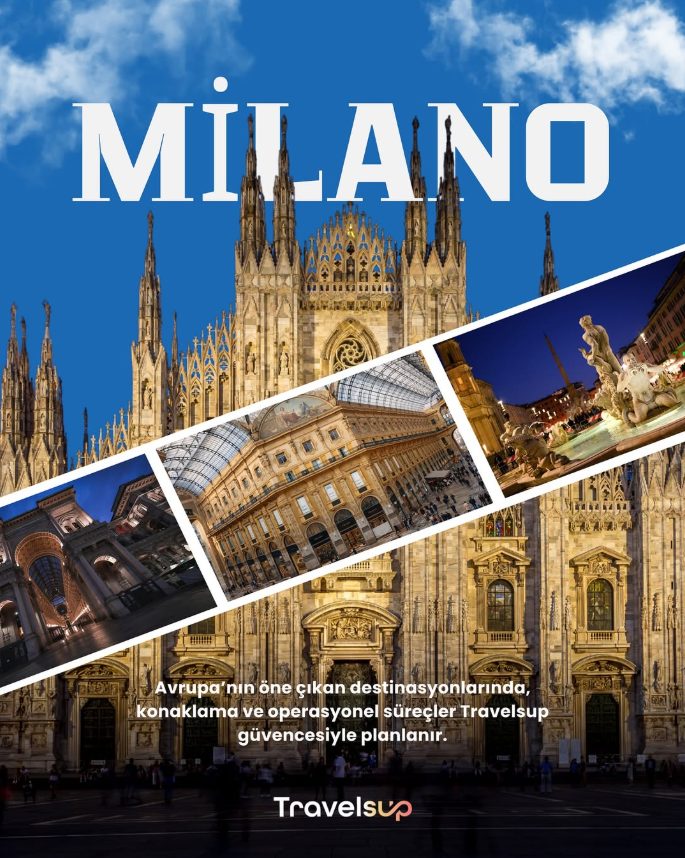 MİLANO
Avrupa'nın öne çıkan destinasyonlarında,
konaklama ve operasyonel süreçler Travelsup
güvencesiyle planlanır.
Travelsup